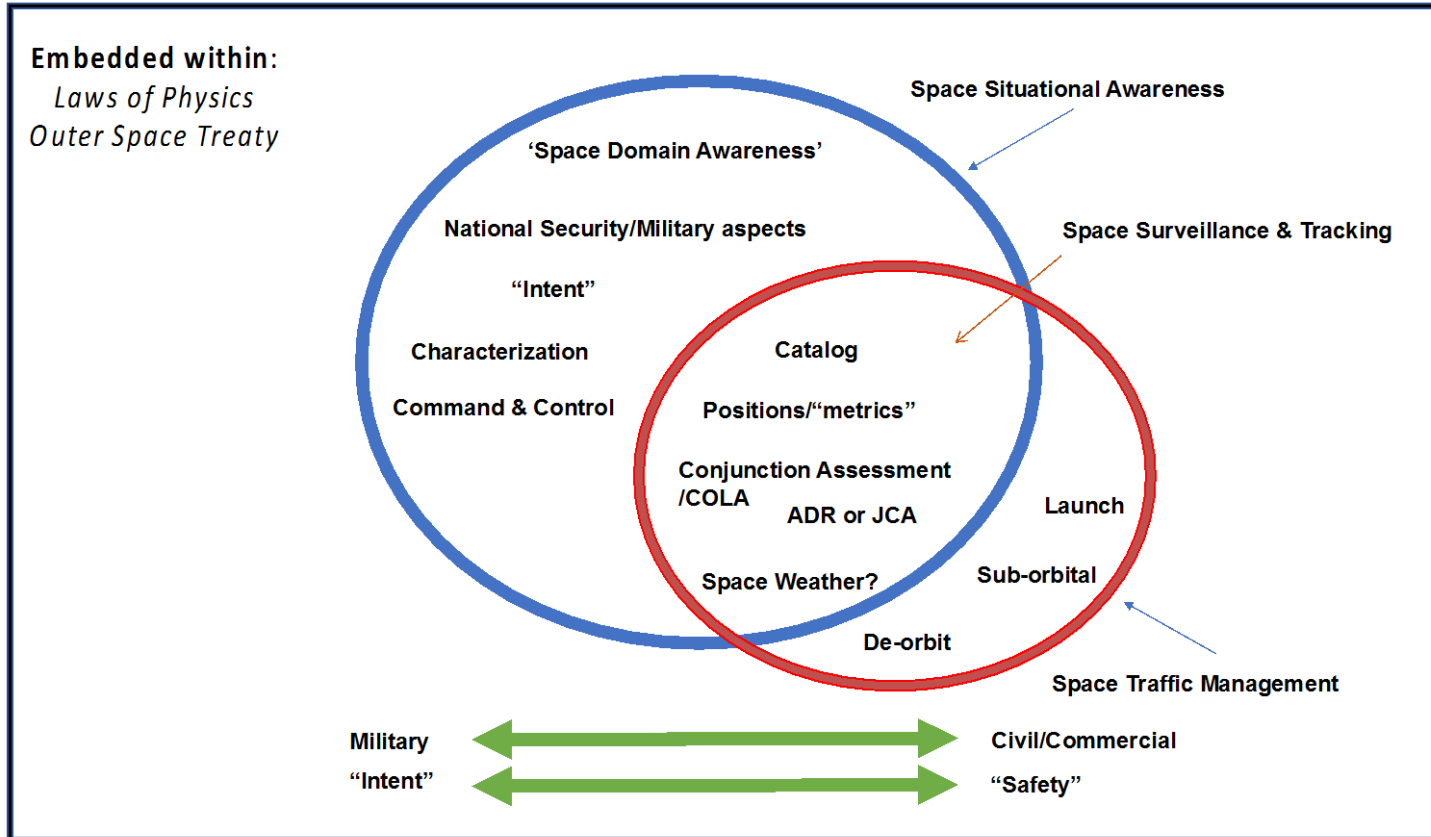 Embedded within:
Laws of Physics
Outer Space Treaty
Space Situational Awareness
‘Space Domain Awareness’
National Security/Military aspects
Space Surveillance & Tracking
“Intent”
Characterization
Catalog
Command & Control
Positions/“metrics”
Conjunction Assessment
/COLA
ADR or JCA
Launch
Space Weather?
Sub-orbital
De-orbit
Space Traffic Management
Military
Civil/Commercial
“Intent”
“Safety”